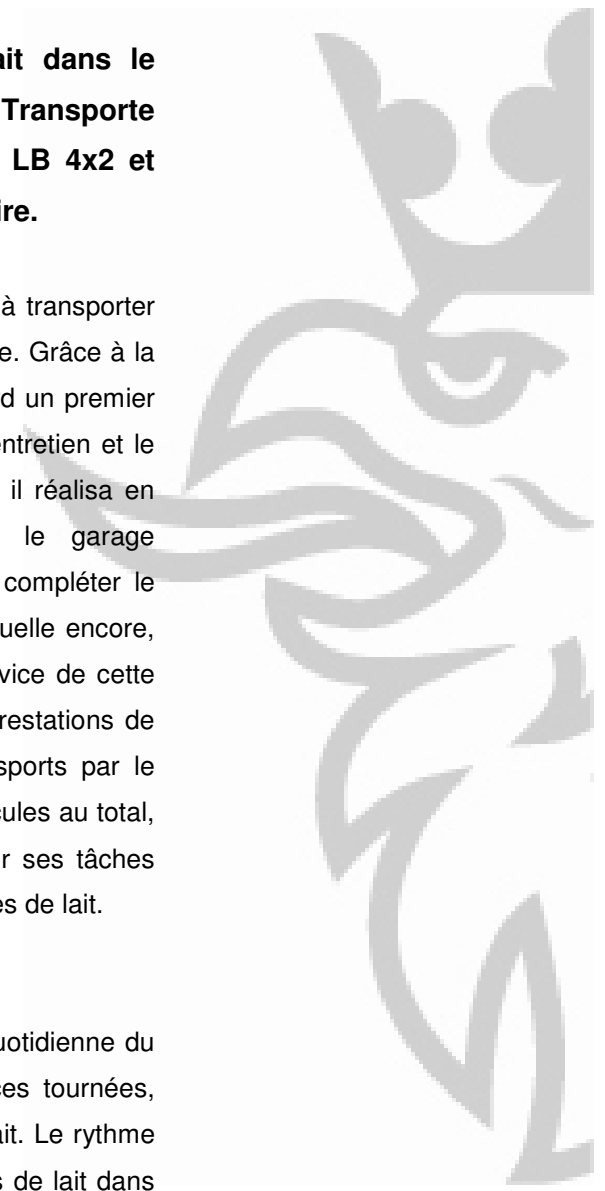 ait dans le
Transporte
LB 4x2 et
ire.
à transporter
e. Grâce à la
d un premier
entretien et le
il réalisa en
le garage
compléter le
uelle encore,
vice de cette
restations de
sports par le
cules au total,
r ses tâches
es de lait.
uotidienne du
ces tournées,
ait. Le rythme
s de lait dans